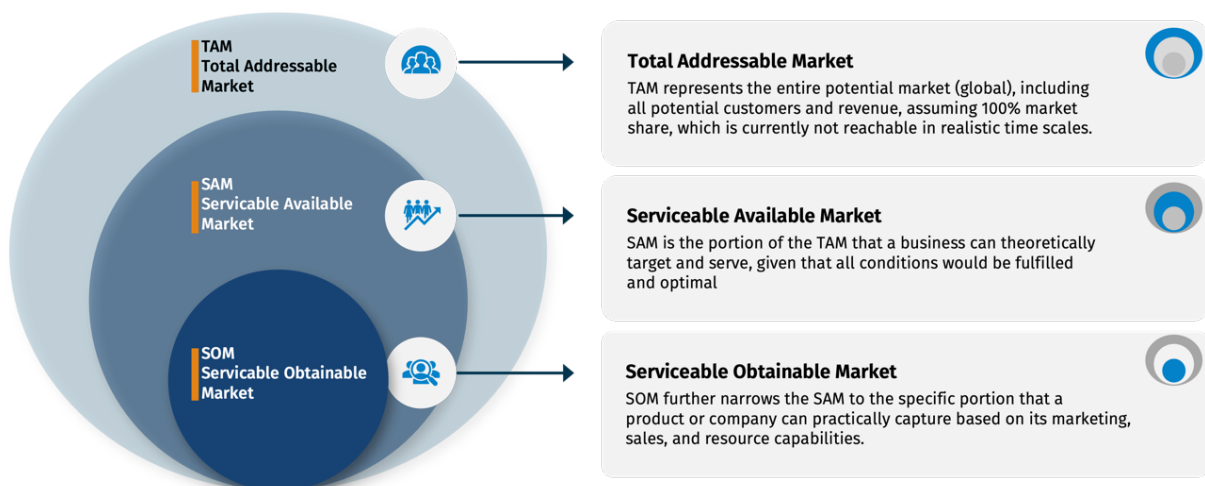 TAM
Total Addressable
Market
Total Addressable Market
TAM represents the entire potential market (global), including
all potential customers and revenue, assuming 100% market
share, which is currently not reachable in realistic time scales.
SAM
Servicable Available
Market
Serviceable Available Market
SAM is the portion of the TAM that a business can theoretically
target and serve, given that all conditions would be fulfilled
and optimal
SOM
Servicable Obtainable
Market
Serviceable Obtainable Market
SOM further narrows the SAM to the specific portion that a
product or company can practically capture based on its marketing,
sales, and resource capabilities.